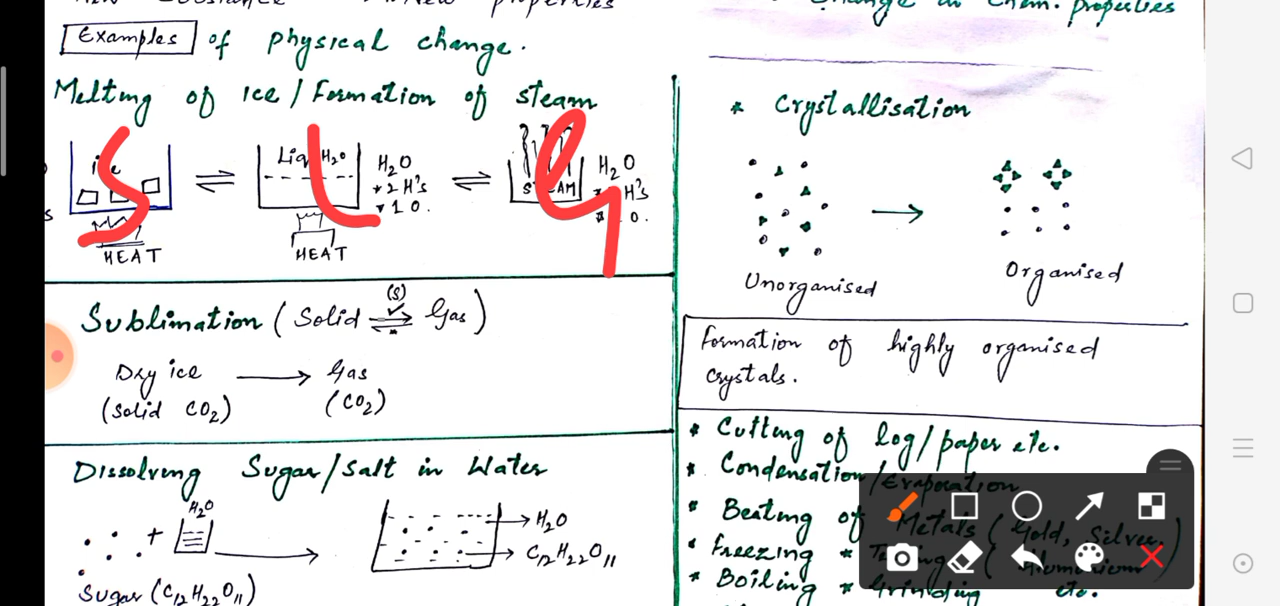 Examples of physical change.
Melting of ice / Formation of steam
S L G
H2O
* 2 H's
* 1 O.
H2O
H's
O.
HEAT
HEAT
Sublimation (Solid ⇌ Gas)
(S)
Dry ice → Gas
(Solid CO2) (CO2)
Dissolving Sugar/Salt in Water
H2O
+ → → H2O
→ C12H22O11
Sugar (C12H22O11)
Chem. properties
* Crystallisation
→
Unorganised Organised
Formation of highly organised
Crystals.
* Cutting of log/paper etc.
* Condensation/Evaporation
* Beating of Metals (Gold, Silver
* Freezing
* Boiling * Grinding etc.